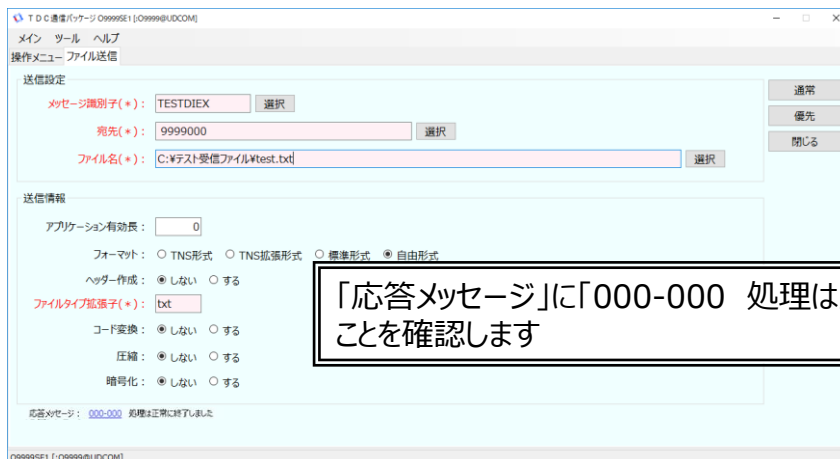 TDC通信パッケージ O9999SE1 [:O9999@UDCOM]
メイン ツール ヘルプ
操作メニュー ファイル送信
送信設定
メッセージ識別子(*): TESTDIEX 選択
宛先(*): 9999000 選択
ファイル名(*): C:¥テスト受信ファイル¥test.txt 選択
通常
優先
閉じる
送信情報
アプリケーション有効長: 0
フォーマット: TNS形式 TNS拡張形式 標準形式 自由形式
ヘッダー作成: しない する
ファイルタイプ拡張子(*): txt
コード変換: しない する
圧縮: しない する
暗号化: しない する
「応答メッセージ」に「000-000 処理は
ことを確認します
応答メッセージ: 000-000 処理は正常に終了しました
O9999SE1 [:O9999@UDCOM]